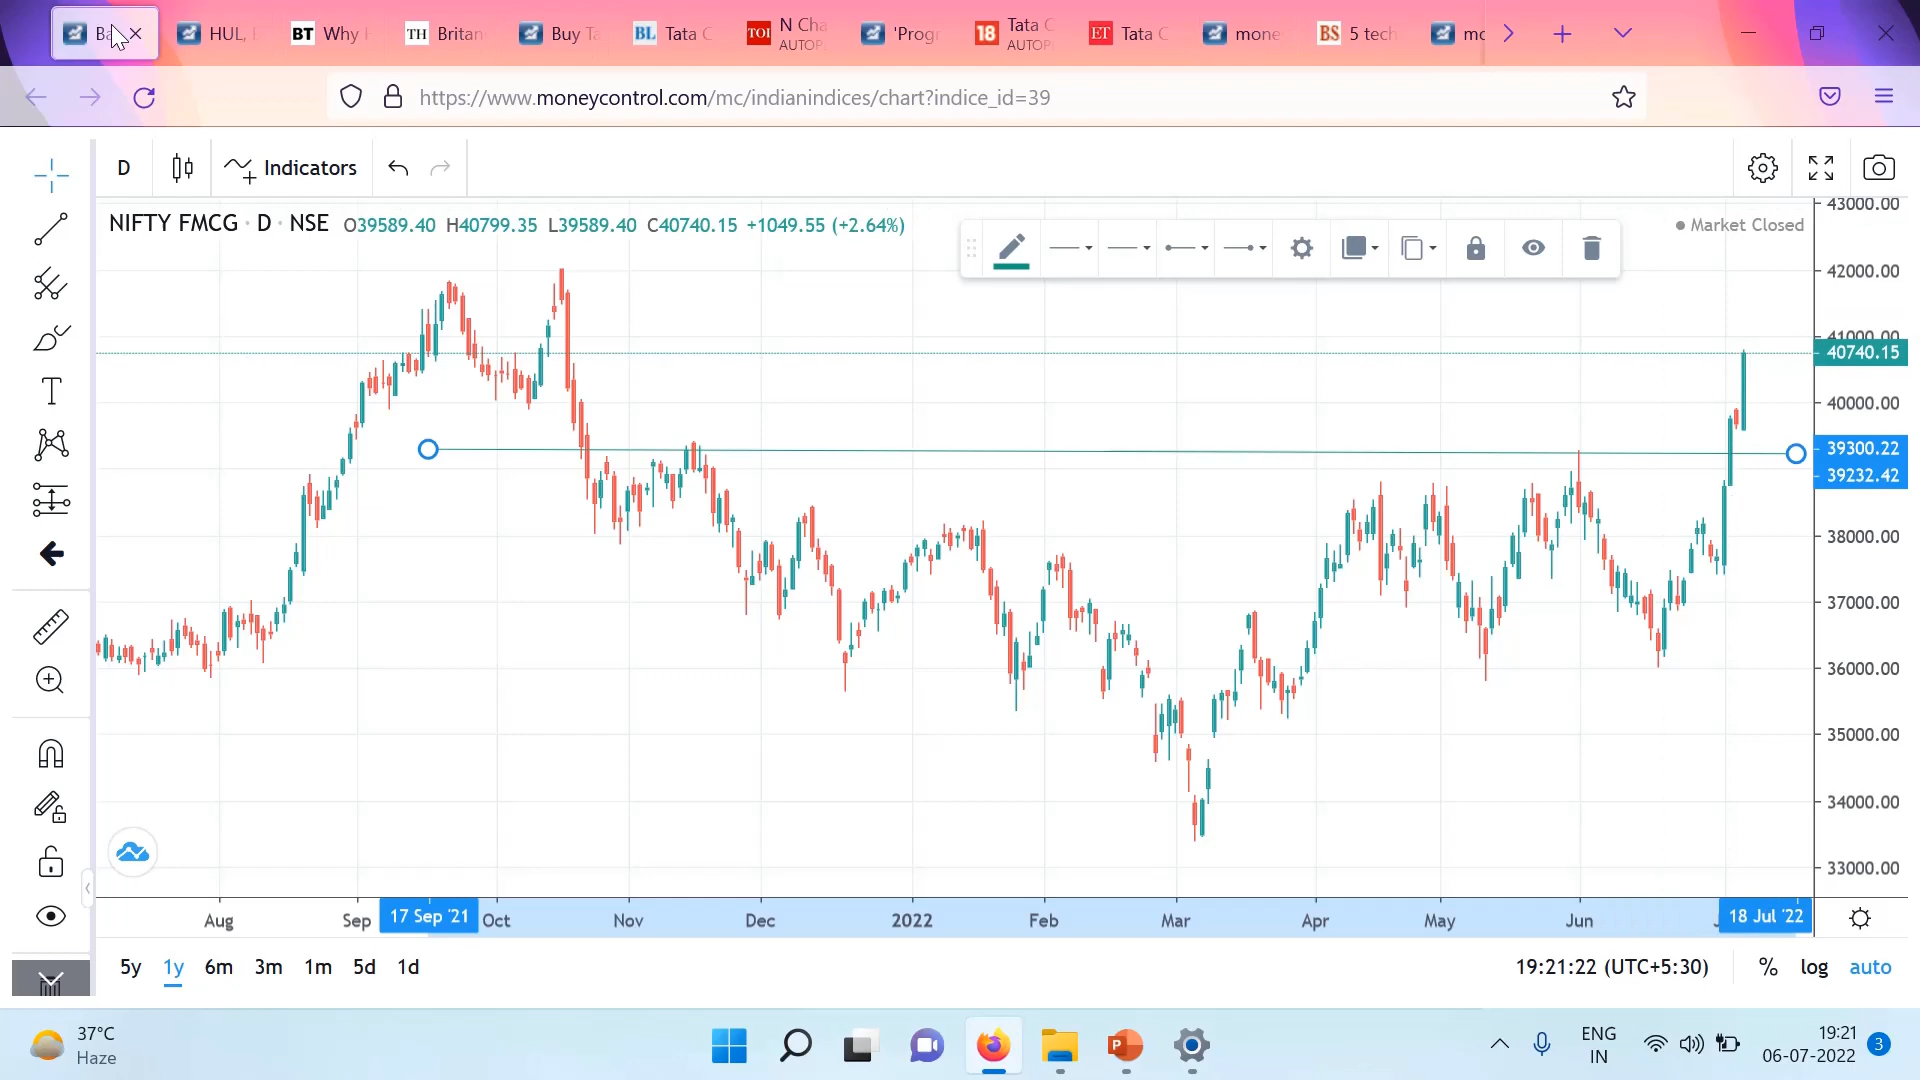 HUL,
BT Why
TH Britan
Buy Ta
BL Tata C
TOI N Cha
AUTOP
'Prog
18 Tata C
AUTOP
ET Tata C
mone
BS 5 tech
mc
https://www.moneycontrol.com/mc/indianindices/chart?indice_id=39
D Indicators
NIFTY FMCG · D · NSE O39589.40 H40799.35 L39589.40 C40740.15 +1049.55 (+2.64%)
Market Closed
43000.00
42000.00
41000.00
40740.15
40000.00
39300.22
39232.42
38000.00
37000.00
36000.00
35000.00
34000.00
33000.00
T
Aug Sep 17 Sep '21 Oct Nov Dec 2022 Feb Mar Apr May Jun 18 Jul '22
5y 1y 6m 3m 1m 5d 1d 19:21:22 (UTC+5:30) % log auto
37°C
Haze
P
ENG
IN
19:21
06-07-2022
3